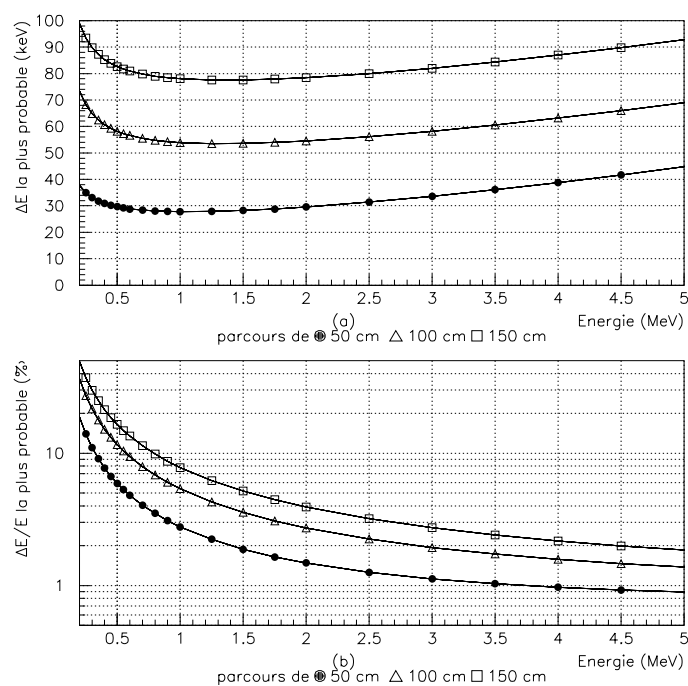 ΔE la plus probable (keV)
100
90
80
70
60
50
40
30
20
10
0
0.5 1 1.5 2 2.5 3 3.5 4 4.5 5
(a)
Energie (MeV)
parcours de 50 cm 100 cm 150 cm
ΔE/E la plus probable (%)
10
1
0.5 1 1.5 2 2.5 3 3.5 4 4.5 5
(b)
Energie (MeV)
parcours de 50 cm 100 cm 150 cm